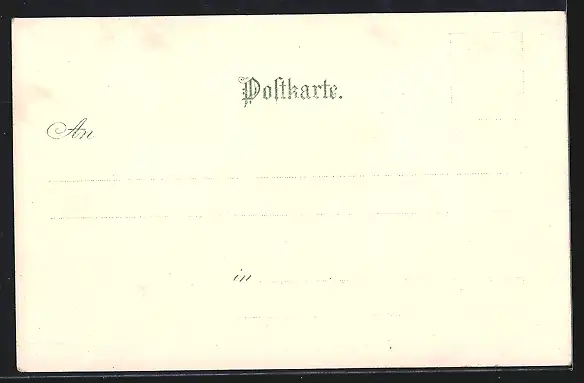 Poſtkarte.
An
in